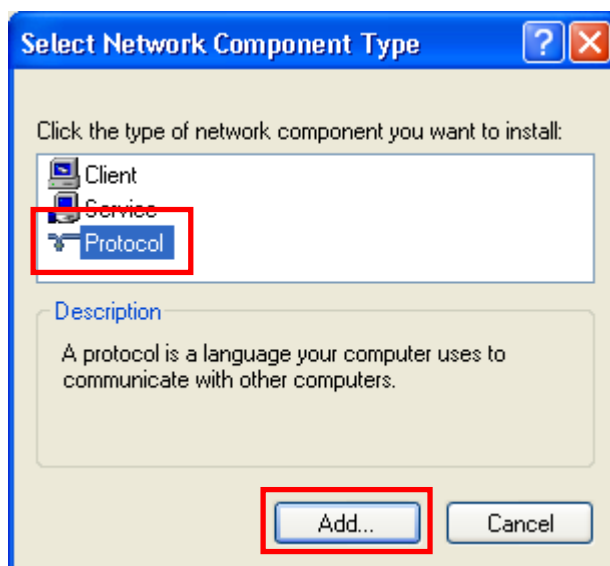 Select Network Component Type
?
Click the type of network component you want to install:
Client
Service
Protocol
Description
A protocol is a language your computer uses to
communicate with other computers.
Add...
Cancel